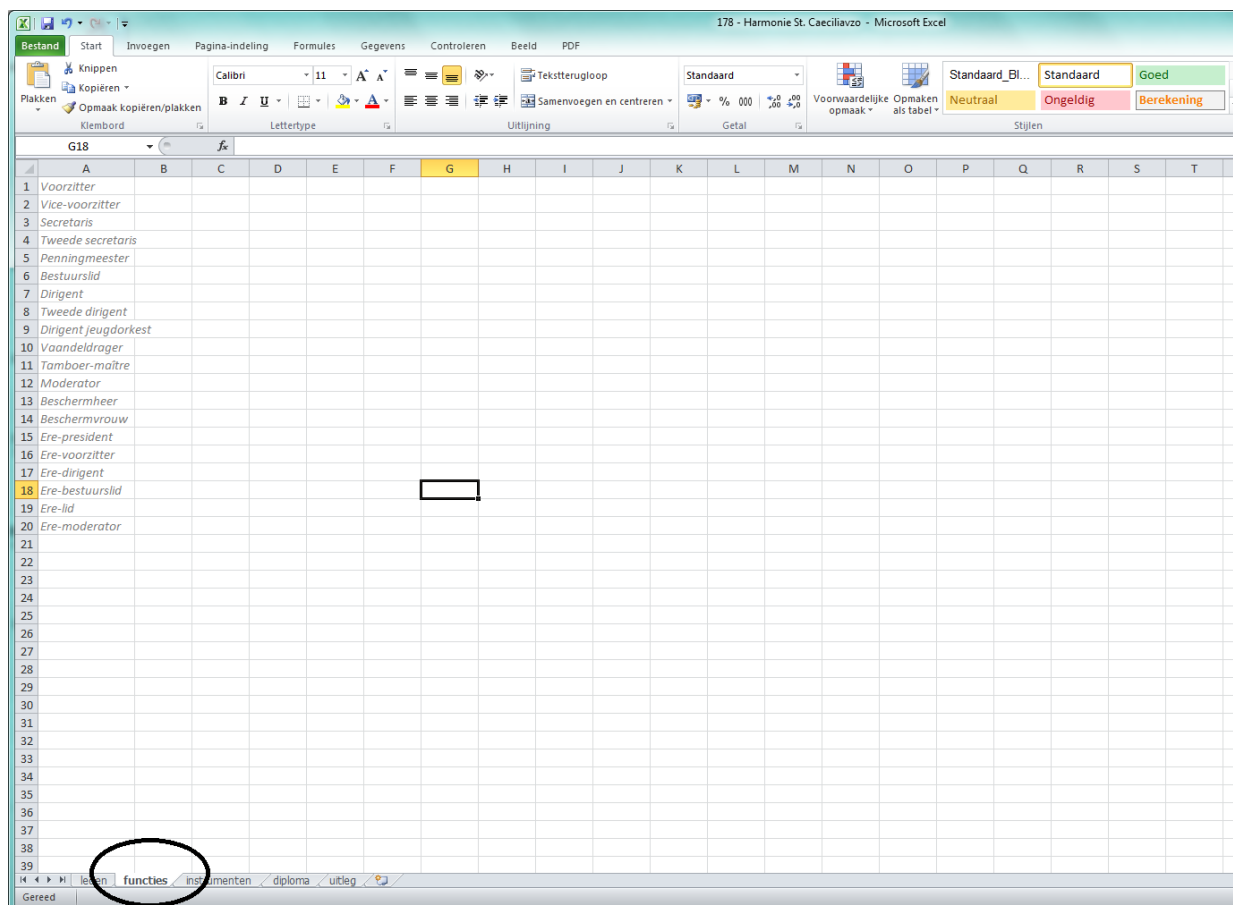 178 - Harmonie St. Caeciliavzo - Microsoft Excel
Bestand Start Invoegen Pagina-indeling Formules Gegevens Controleren Beeld PDF
Plakken
Knippen
Kopiëren
Opmaak kopiëren/plakken
Klembord
Calibri 11
B I U
Lettertype
Tekstterugloop
Samenvoegen en centreren
Uitlijning
Standaard
% 000
Getal
Voorwaardelijke opmaak
Opmaken als tabel
Standaard_Bl... Standaard Goed
Neutraal Ongeldig Berekening
Stijlen
G18 fx
A B C D E F G H I J K L M N O P Q R S T
1 Voorzitter
2 Vice-voorzitter
3 Secretaris
4 Tweede secretaris
5 Penningmeester
6 Bestuurslid
7 Dirigent
8 Tweede dirigent
9 Dirigent jeugdorkest
10 Vaandeldrager
11 Tamboer-maître
12 Moderator
13 Beschermheer
14 Beschermvrouw
15 Ere-president
16 Ere-voorzitter
17 Ere-dirigent
18 Ere-bestuurslid
19 Ere-lid
20 Ere-moderator
21
22
23
24
25
26
27
28
29
30
31
32
33
34
35
36
37
38
39
leden functies instrumenten diploma uitleg
Gereed